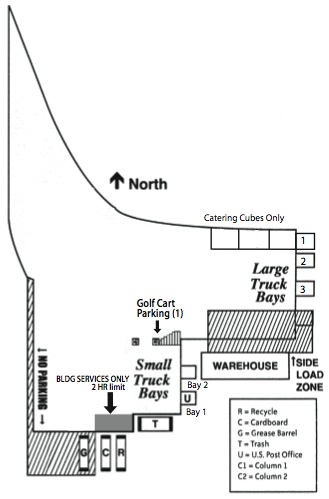 North
Catering Cubes Only
1
2
Large
Truck
Bays
3
Golf Cart
Parking (1)
↓ NO PARKING ↓
BLDG SERVICES ONLY
2 HR limit
Small
Truck
Bays
Bay 2
U
Bay 1
WAREHOUSE
↑SIDE
LOAD
ZONE
T
G
C
R
R = Recycle
C = Cardboard
G = Grease Barrel
T = Trash
U = U.S. Post Office
C1 = Column 1
C2 = Column 2